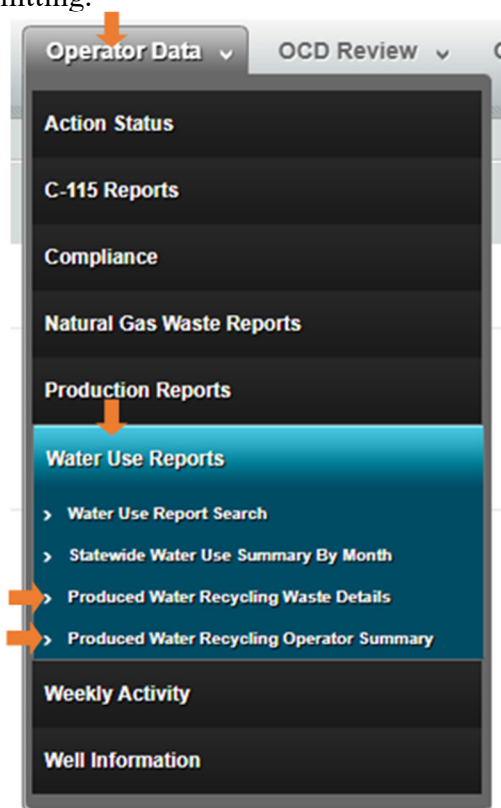 Operator Data OCD Review
Action Status
C-115 Reports
Compliance
Natural Gas Waste Reports
Production Reports
Water Use Reports
Water Use Report Search
Statewide Water Use Summary By Month
Produced Water Recycling Waste Details
Produced Water Recycling Operator Summary
Weekly Activity
Well Information